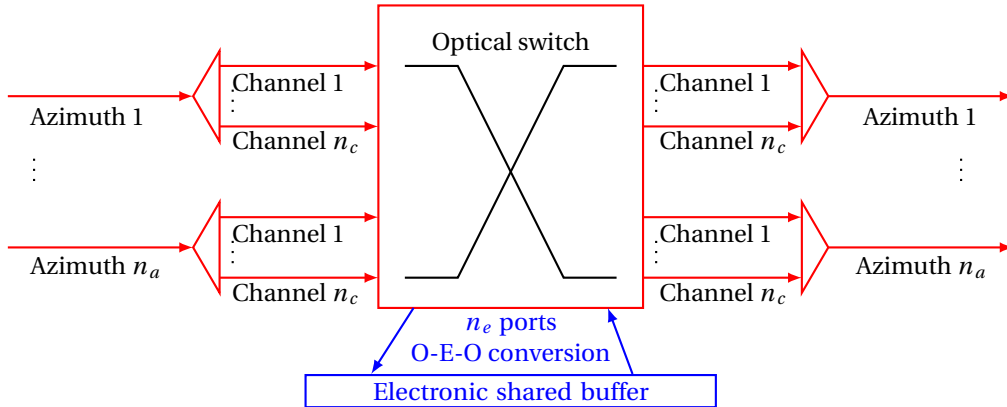 Optical switch
Channel 1
⋮
Channel n_c
Azimuth 1
⋮
Channel 1
⋮
Channel n_c
Azimuth n_a
Channel 1
⋮
Channel n_c
Azimuth 1
⋮
Channel 1
⋮
Channel n_c
Azimuth n_a
n_e ports
O-E-O conversion
Electronic shared buffer